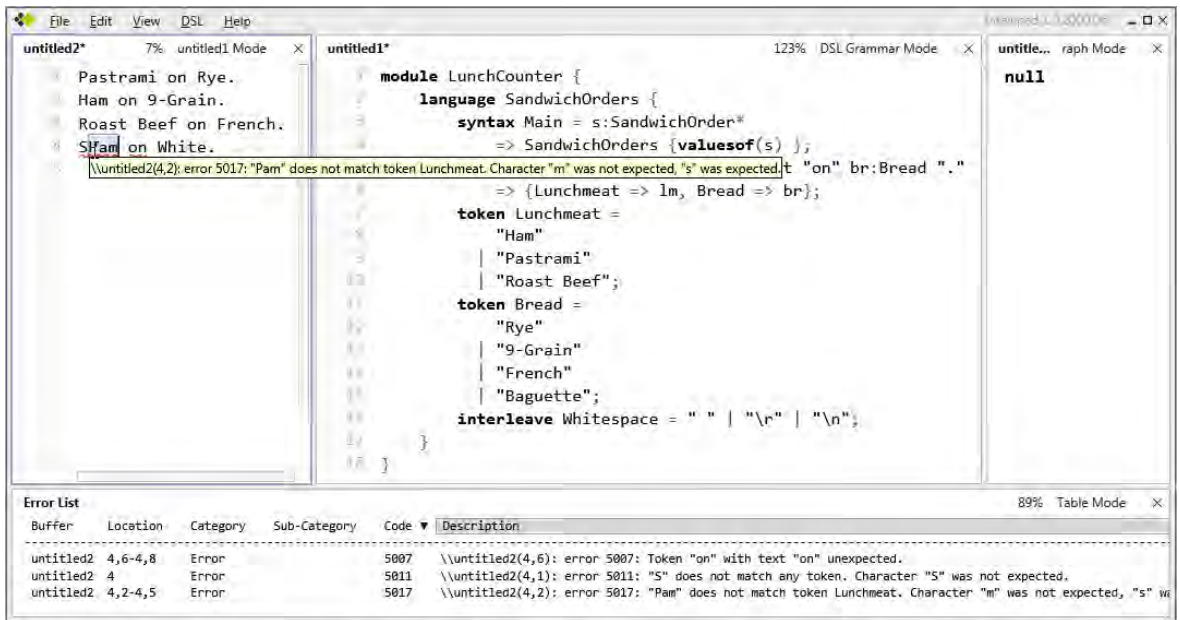 File Edit View DSL Help
untitled2* 7% untitled1 Mode ×
Pastrami on Rye.
Ham on 9-Grain.
Roast Beef on French.
SHam on White.
\\untitled2(4,2): error 5017: "Pam" does not match token Lunchmeat. Character "m" was not expected, "s" was expected.
untitled1* 123% DSL Grammar Mode ×
module LunchCounter {
language SandwichOrders {
syntax Main = s:SandwichOrder*
=> SandwichOrders {valuesof(s) };
t "on" br:Bread "."
=> {Lunchmeat => lm, Bread => br};
token Lunchmeat =
"Ham"
| "Pastrami"
| "Roast Beef";
token Bread =
"Rye"
| "9-Grain"
| "French"
| "Baguette";
interleave Whitespace = " " | "\r" | "\n";
}
}
untitle... raph Mode ×
null
Error List 89% Table Mode ×
Buffer Location Category Sub-Category Code ▼ Description
untitled2 4,6-4,8 Error 5007 \\untitled2(4,6): error 5007: Token "on" with text "on" unexpected.
untitled2 4 Error 5011 \\untitled2(4,1): error 5011: "S" does not match any token. Character "S" was not expected.
untitled2 4,2-4,5 Error 5017 \\untitled2(4,2): error 5017: "Pam" does not match token Lunchmeat. Character "m" was not expected, "s" wa